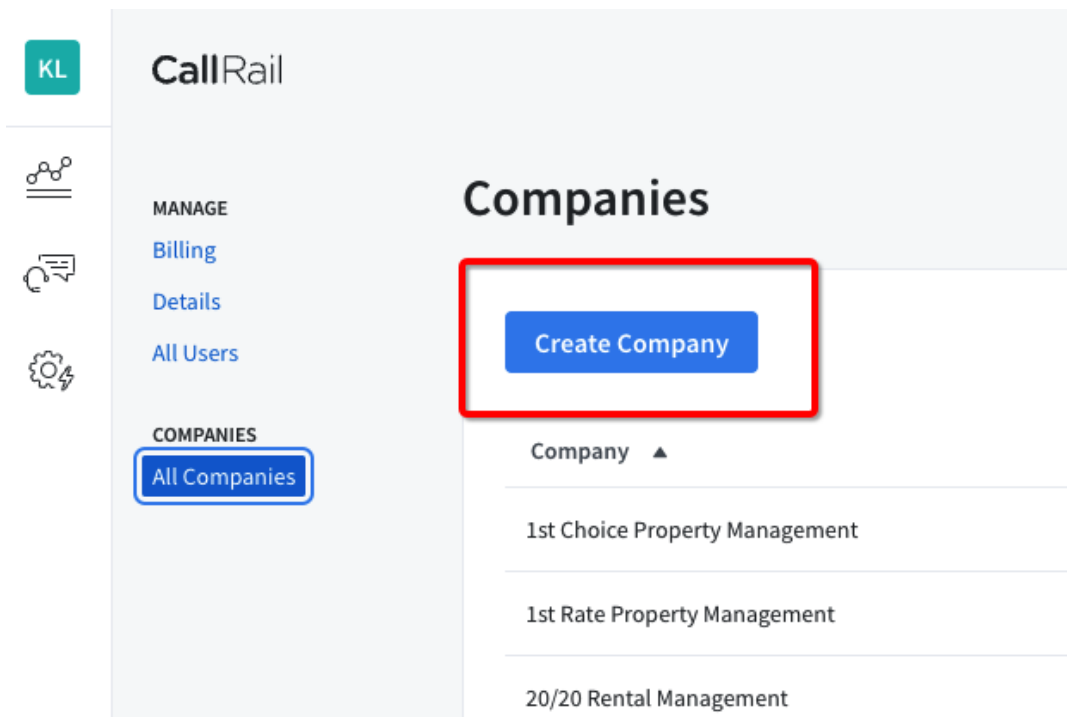 KL
CallRail
MANAGE
Billing
Details
All Users
COMPANIES
All Companies
Companies
Create Company
Company ▲
1st Choice Property Management
1st Rate Property Management
20/20 Rental Management